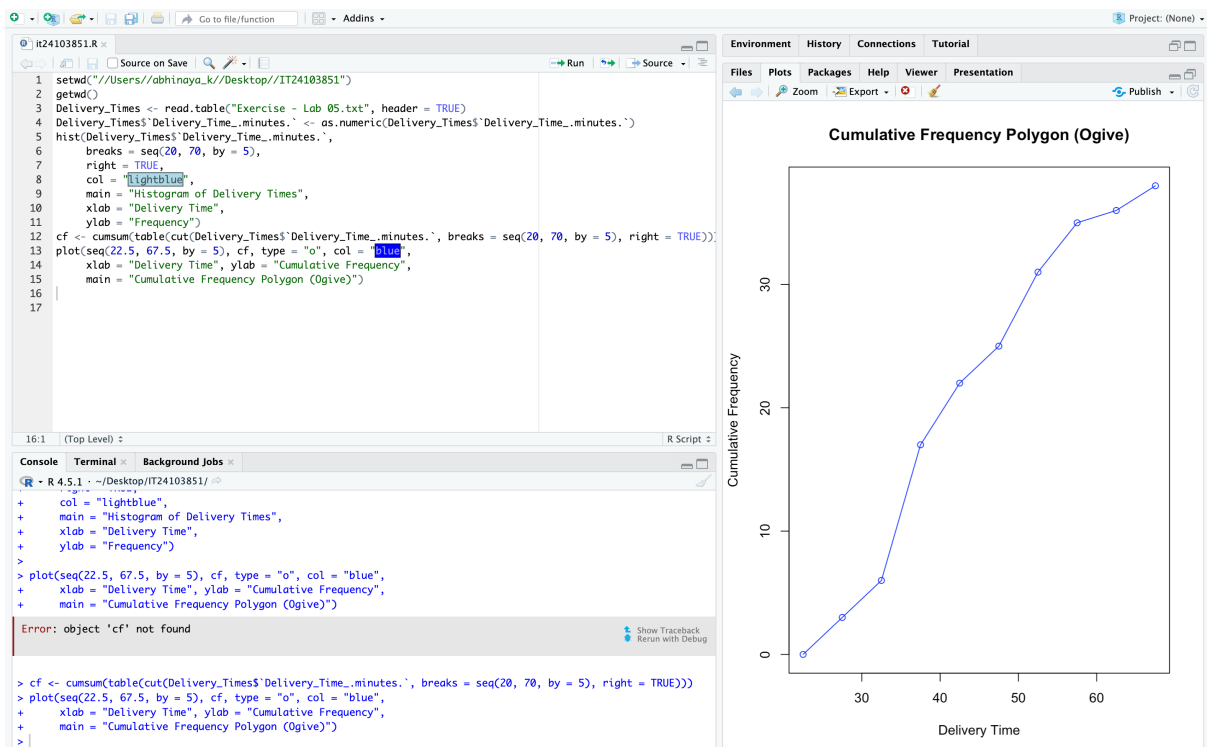 Go to file/function
Addins
Project: (None)
it24103851.R
Source on Save
Run
Source
1 setwd("//Users//abhinaya_k//Desktop//IT24103851")
2 getwd()
3 Delivery_Times <- read.table("Exercise - Lab 05.txt", header = TRUE)
4 Delivery_Times$`Delivery_Time_.minutes.` <- as.numeric(Delivery_Times$`Delivery_Time_.minutes.`)
5 hist(Delivery_Times$`Delivery_Time_.minutes.`,
6 breaks = seq(20, 70, by = 5),
7 right = TRUE,
8 col = "lightblue",
9 main = "Histogram of Delivery Times",
10 xlab = "Delivery Time",
11 ylab = "Frequency")
12 cf <- cumsum(table(cut(Delivery_Times$`Delivery_Time_.minutes.`, breaks = seq(20, 70, by = 5), right = TRUE)))
13 plot(seq(22.5, 67.5, by = 5), cf, type = "o", col = "blue",
14 xlab = "Delivery Time", ylab = "Cumulative Frequency",
15 main = "Cumulative Frequency Polygon (Ogive)")
16
17
16:1 (Top Level) R Script
Console Terminal Background Jobs
R 4.5.1 · ~/Desktop/IT24103851/
+ col = "lightblue",
+ main = "Histogram of Delivery Times",
+ xlab = "Delivery Time",
+ ylab = "Frequency")
>
> plot(seq(22.5, 67.5, by = 5), cf, type = "o", col = "blue",
+ xlab = "Delivery Time", ylab = "Cumulative Frequency",
+ main = "Cumulative Frequency Polygon (Ogive)")
Error: object 'cf' not found
Show Traceback
Rerun with Debug
> cf <- cumsum(table(cut(Delivery_Times$`Delivery_Time_.minutes.`, breaks = seq(20, 70, by = 5), right = TRUE)))
> plot(seq(22.5, 67.5, by = 5), cf, type = "o", col = "blue",
+ xlab = "Delivery Time", ylab = "Cumulative Frequency",
+ main = "Cumulative Frequency Polygon (Ogive)")
>
Environment History Connections Tutorial
Files Plots Packages Help Viewer Presentation
Zoom Export Publish
Cumulative Frequency Polygon (Ogive)
Cumulative Frequency
30
20
10
0
30 40 50 60
Delivery Time